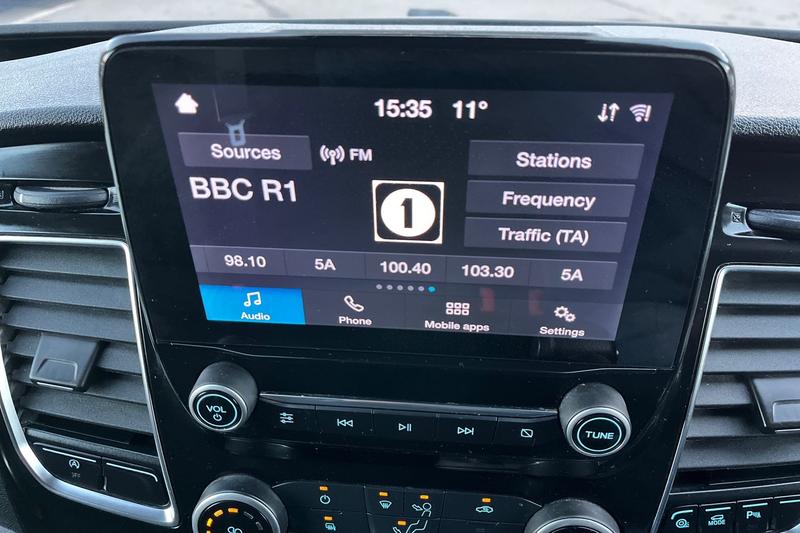 15:35 11°
Sources FM Stations
BBC R1
1
Frequency
Traffic (TA)
98.10 5A 100.40 103.30 5A
Audio Phone Mobile apps Settings
VOL
TUNE
MODE